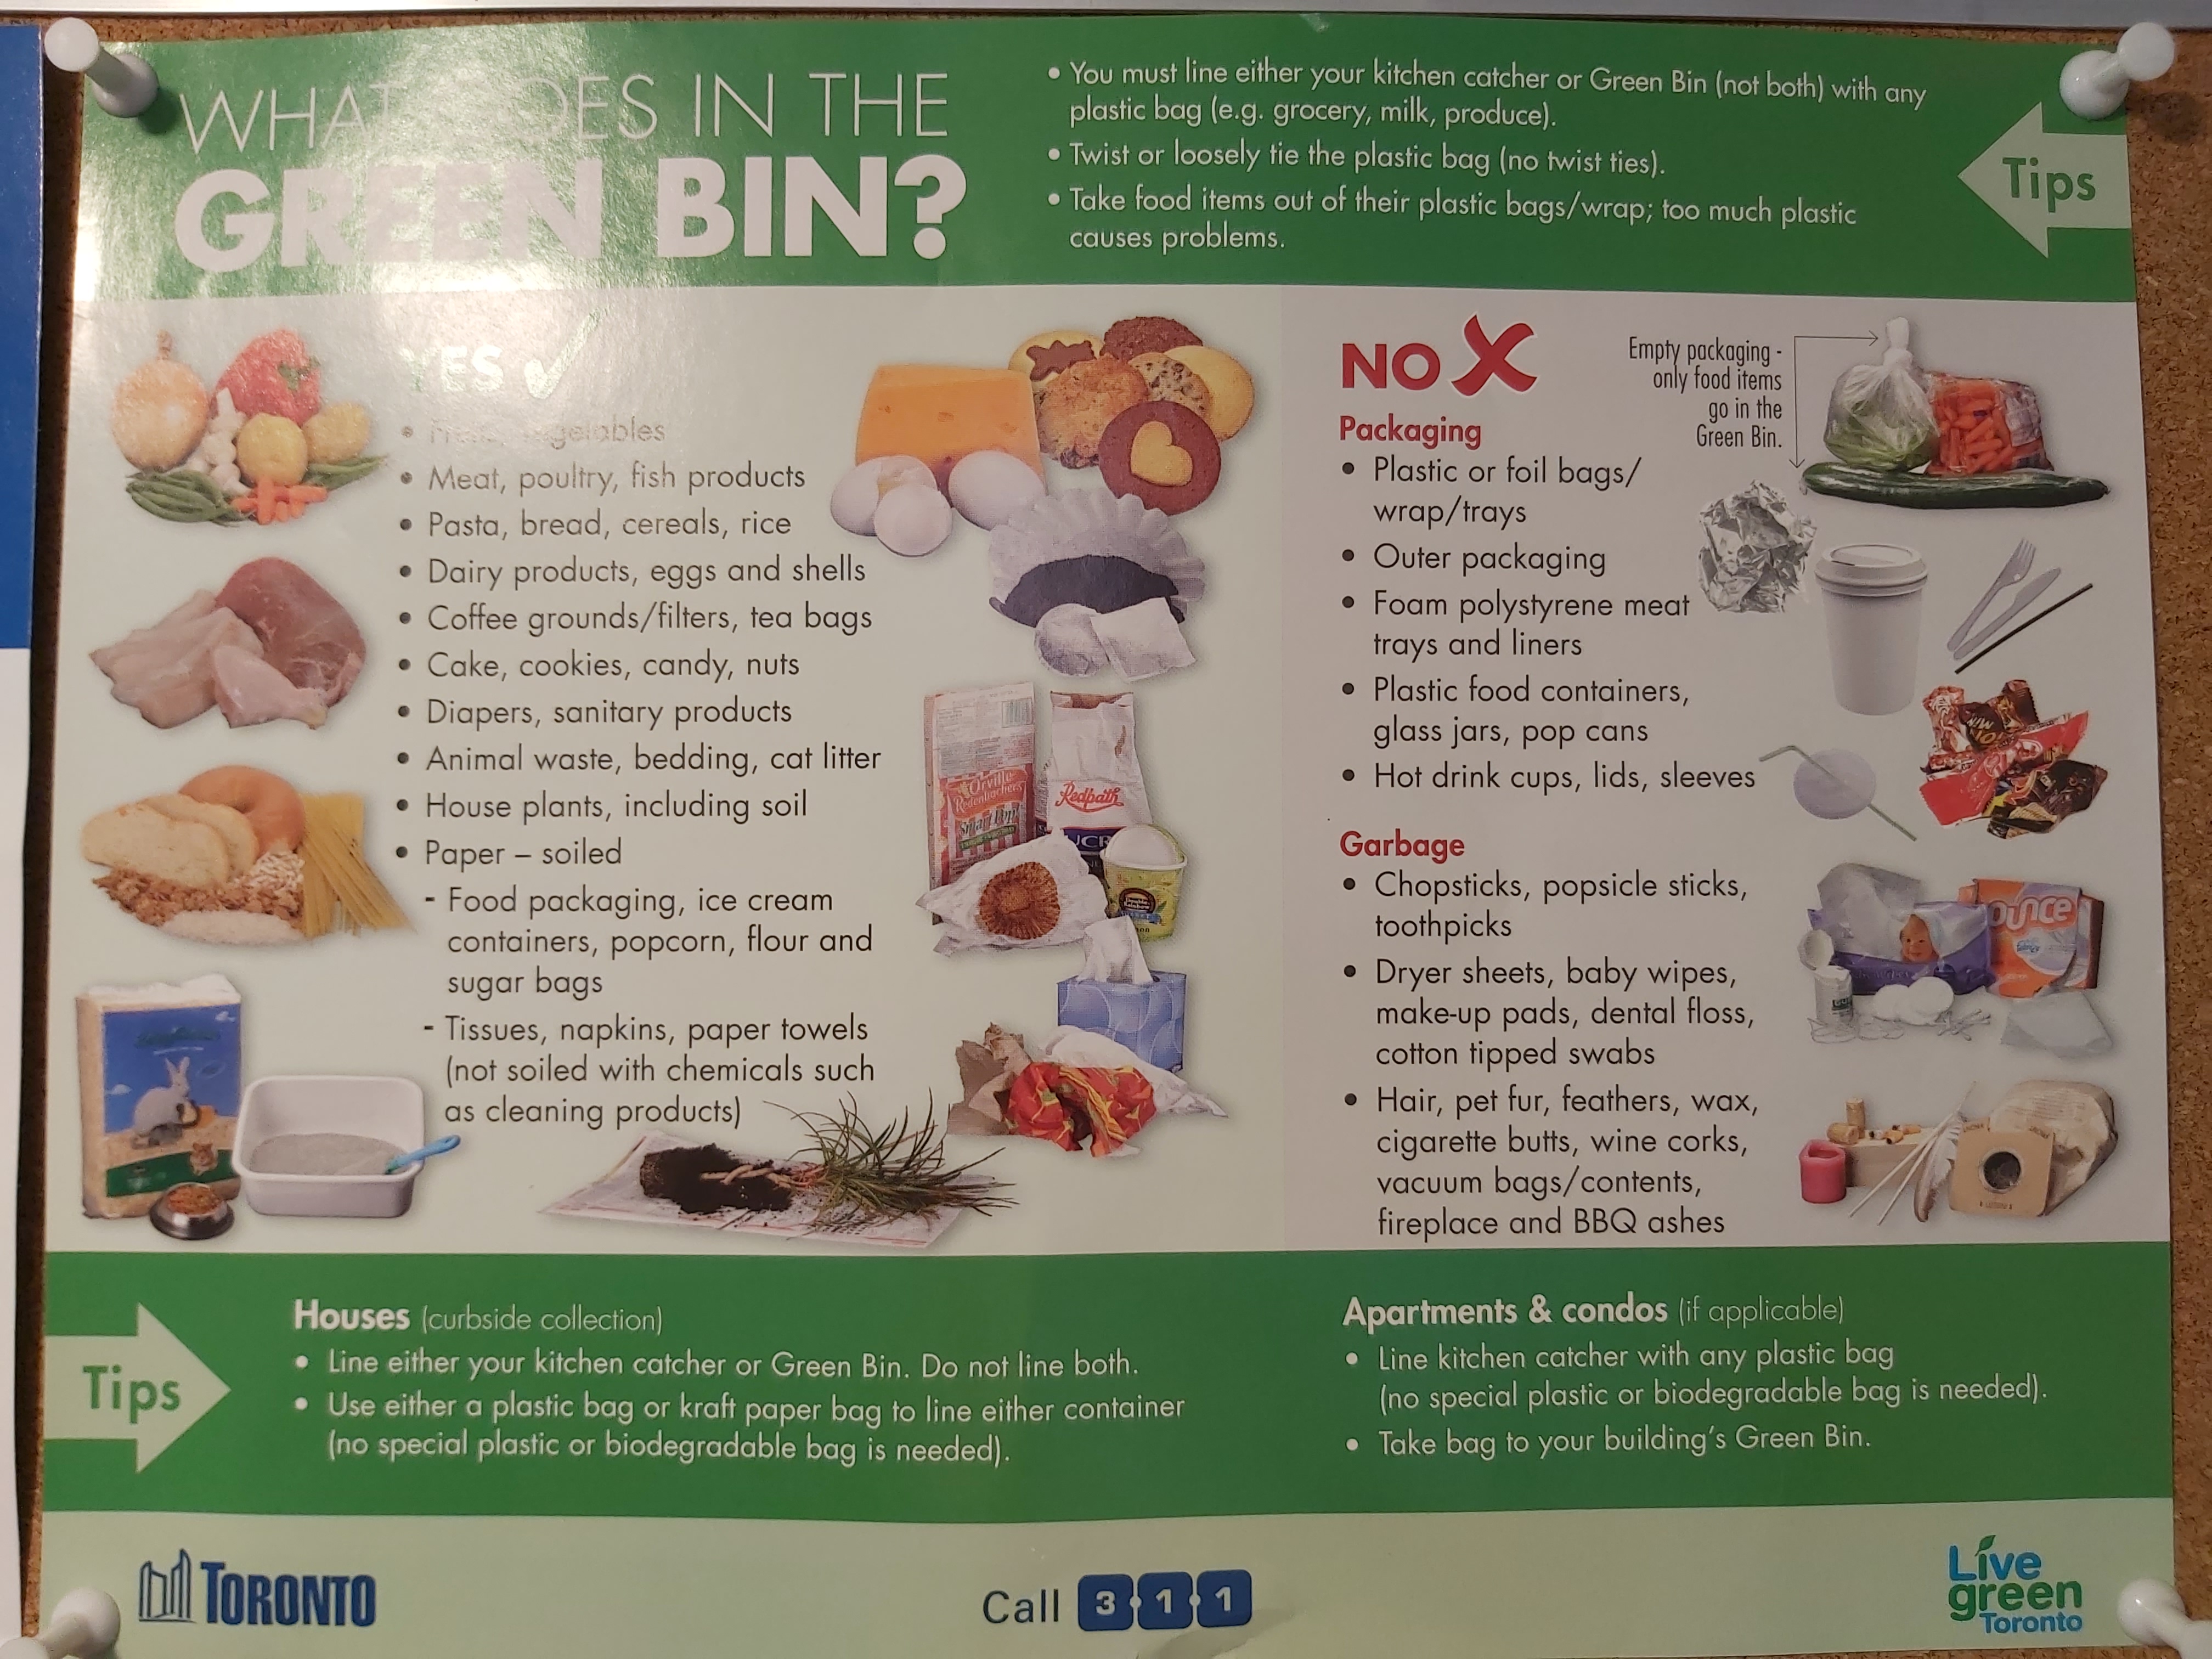 WHAT GOES IN THE
GREEN BIN?
• You must line either your kitchen catcher or Green Bin (not both) with any
plastic bag (e.g. grocery, milk, produce).
• Twist or loosely tie the plastic bag (no twist ties).
• Take food items out of their plastic bags/wrap; too much plastic
causes problems.
Tips
YES
• Fruits, vegetables
• Meat, poultry, fish products
• Pasta, bread, cereals, rice
• Dairy products, eggs and shells
• Coffee grounds/filters, tea bags
• Cake, cookies, candy, nuts
• Diapers, sanitary products
• Animal waste, bedding, cat litter
• House plants, including soil
• Paper – soiled
- Food packaging, ice cream
containers, popcorn, flour and
sugar bags
- Tissues, napkins, paper towels
(not soiled with chemicals such
as cleaning products)
Orville
Redenbacher's
Smart Pop!
Redpath
NO
Empty packaging -
only food items
go in the
Green Bin.
Packaging
• Plastic or foil bags/
wrap/trays
• Outer packaging
• Foam polystyrene meat
trays and liners
• Plastic food containers,
glass jars, pop cans
• Hot drink cups, lids, sleeves
Garbage
• Chopsticks, popsicle sticks,
toothpicks
• Dryer sheets, baby wipes,
make-up pads, dental floss,
cotton tipped swabs
• Hair, pet fur, feathers, wax,
cigarette butts, wine corks,
vacuum bags/contents,
fireplace and BBQ ashes
Tips
Houses (curbside collection)
• Line either your kitchen catcher or Green Bin. Do not line both.
• Use either a plastic bag or kraft paper bag to line either container
(no special plastic or biodegradable bag is needed).
Apartments & condos (if applicable)
• Line kitchen catcher with any plastic bag
(no special plastic or biodegradable bag is needed).
• Take bag to your building's Green Bin.
TORONTO
Call 3·1·1
Live
green
Toronto